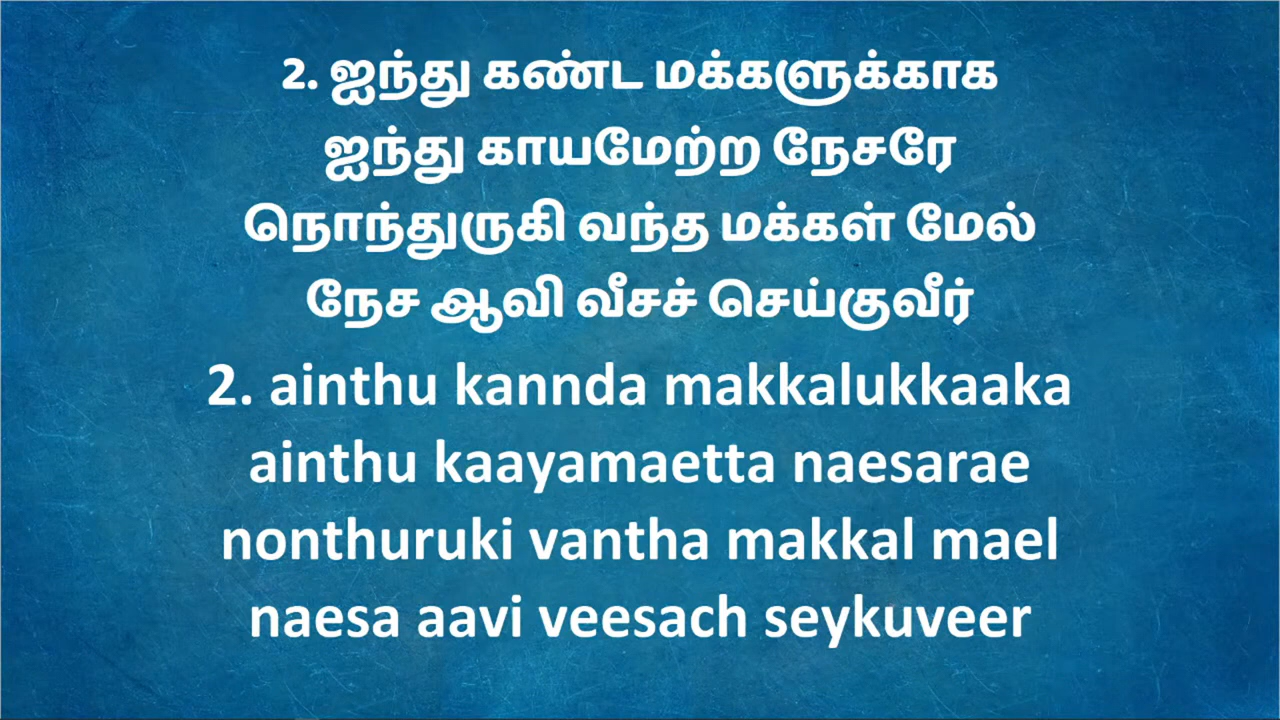 2. ஐந்து கண்ட மக்களுக்காக
ஐந்து காயமேற்ற நேசரே
நொந்துருகி வந்த மக்கள் மேல்
நேச ஆவி வீசச் செய்குவீர்
2. ainthu kannda makkalukkaaka
ainthu kaayamaetta naesarae
nonthuruki vantha makkal mael
naesa aavi veesach seykuveer